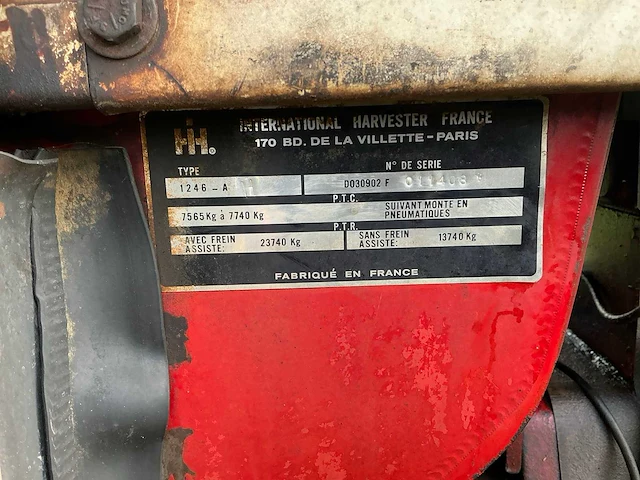 INTERNATIONAL HARVESTER FRANCE
IH®
170 BD. DE LA VILLETTE - PARIS
TYPE
N° DE SERIE
1246 - A
D030902 F
P.T.C.
7565 Kg à 7740 Kg
SUIVANT MONTE EN
PNEUMATIQUES
P.T.R.
AVEC FREIN
ASSISTE: 23740 Kg
SANS FREIN
ASSISTE: 13740 Kg
FABRIQUÉ EN FRANCE